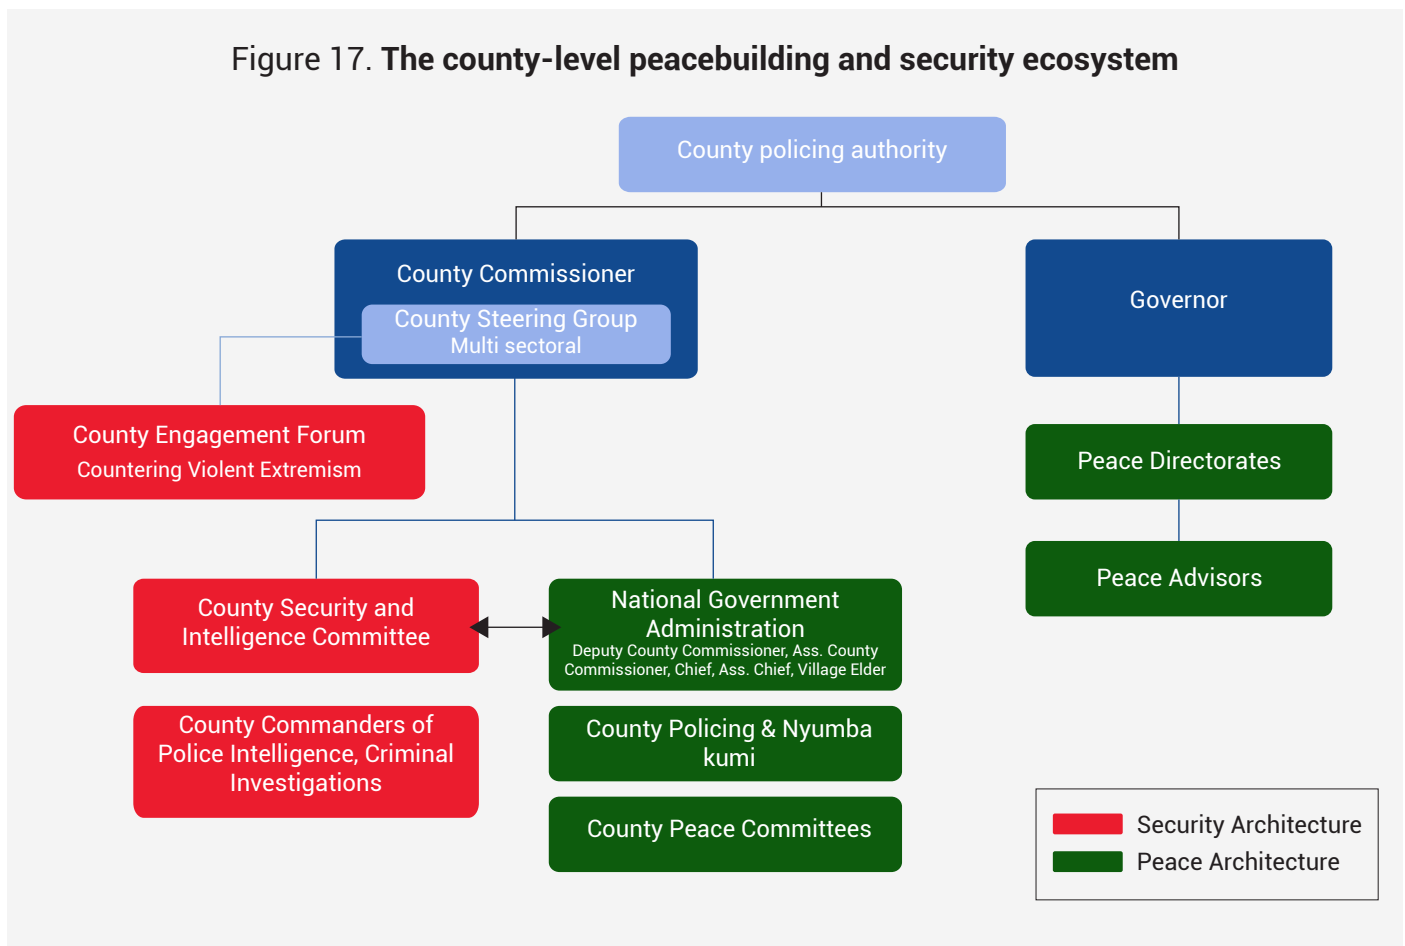 Figure 17. The county-level peacebuilding and security ecosystem
County policing authority
County Commissioner
County Steering Group
Multi sectoral
Governor
County Engagement Forum
Countering Violent Extremism
Peace Directorates
Peace Advisors
County Security and
Intelligence Committee
National Government
Administration
Deputy County Commissioner, Ass. County
Commissioner, Chief, Ass. Chief, Village Elder
County Commanders of
Police Intelligence, Criminal
Investigations
County Policing & Nyumba
kumi
County Peace Committees
Security Architecture
Peace Architecture